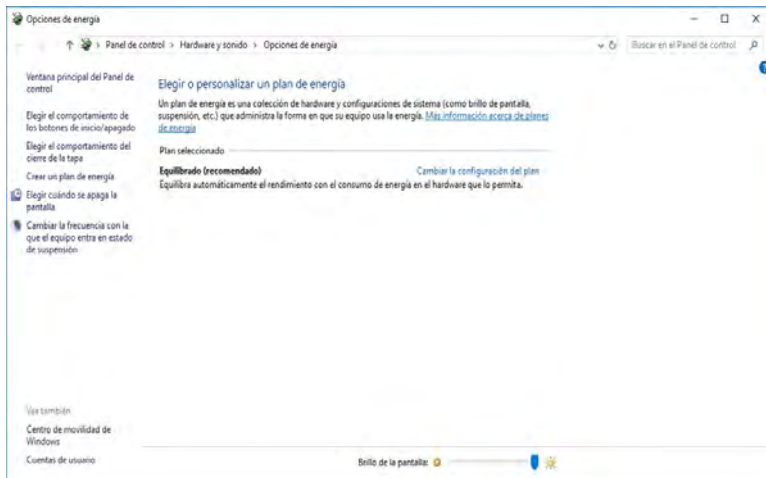 Opciones de energía
Panel de control > Hardware y sonido > Opciones de energía
Buscar en el Panel de control
Ventana principal del Panel de
control
Elegir el comportamiento de
los botones de inicio/apagado
Elegir el comportamiento del
cierre de la tapa
Crear un plan de energía
Elegir cuándo se apaga la
pantalla
Cambiar la frecuencia con la
que el equipo entra en estado
de suspensión
Elegir o personalizar un plan de energía
Un plan de energía es una colección de hardware y configuraciones de sistema (como brillo de pantalla,
suspensión, etc.) que administra la forma en que su equipo usa la energía. Más información acerca de planes
de energía
Plan seleccionado
Equilibrado (recomendado) Cambiar la configuración del plan
Equilibra automáticamente el rendimiento con el consumo de energía en el hardware que lo permita.
Vea también
Centro de movilidad de
Windows
Cuentas de usuario
Brillo de la pantalla: